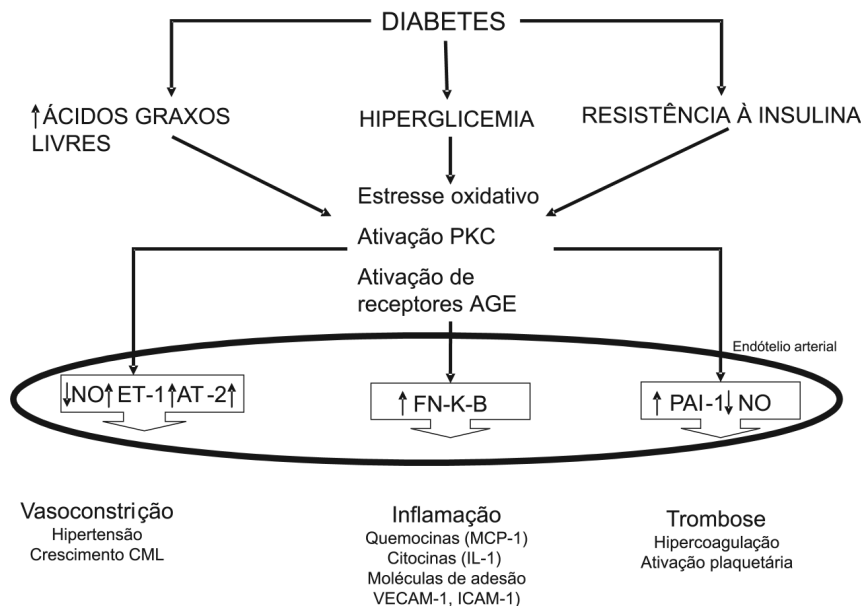 DIABETES
↑ÁCIDOS GRAXOS
LIVRES
HIPERGLICEMIA
RESISTÊNCIA À INSULINA
Estresse oxidativo
Ativação PKC
Ativação de
receptores AGE
Endótelio arterial
↓NO↑ET-1↑AT-2↑
↑ FN-K-B
↑ PAI-1↓ NO
Vasoconstrição
Hipertensão
Crescimento CML
Inflamação
Quemocinas (MCP-1)
Citocinas (IL-1)
Moléculas de adesão
VECAM-1, ICAM-1)
Trombose
Hipercoagulação
Ativação plaquetária